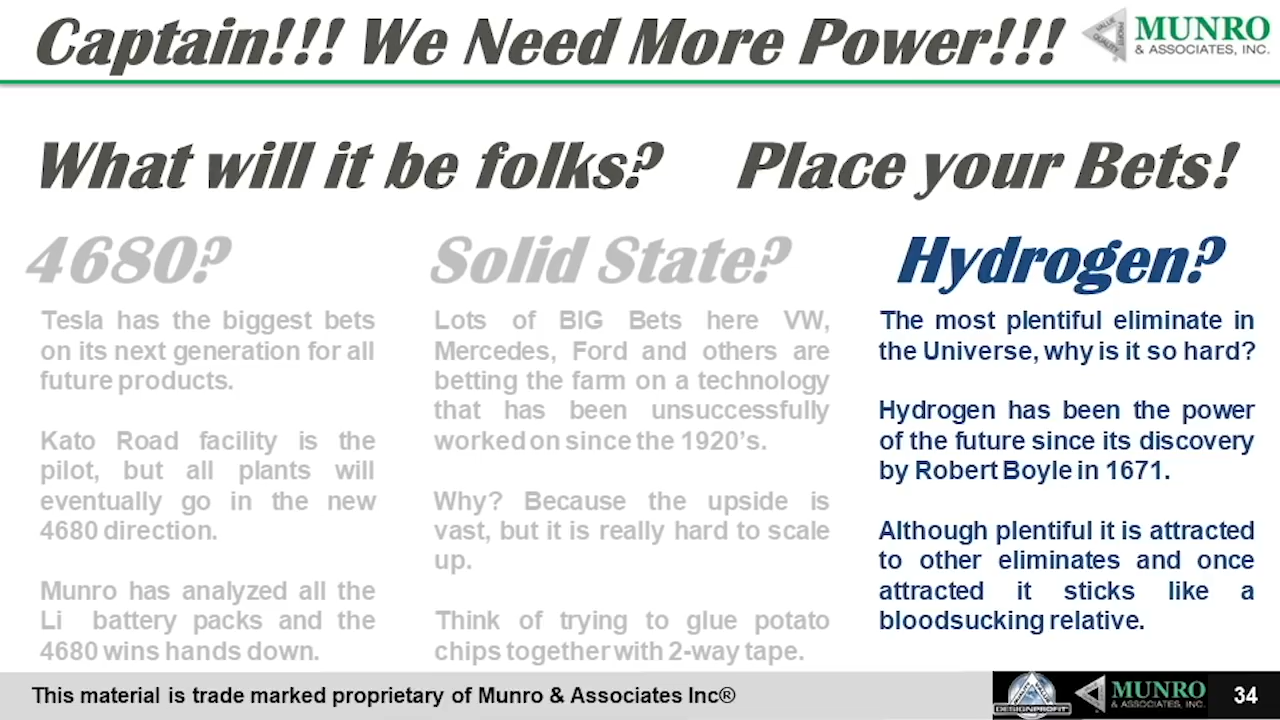 Captain!!! We Need More Power!!!
MUNRO
& ASSOCIATES, INC.
What will it be folks? Place your Bets!
4680?
Tesla has the biggest bets
on its next generation for all
future products.
Kato Road facility is the
pilot, but all plants will
eventually go in the new
4680 direction.
Munro has analyzed all the
Li battery packs and the
4680 wins hands down.
Solid State?
Lots of BIG Bets here VW,
Mercedes, Ford and others are
betting the farm on a technology
that has been unsuccessfully
worked on since the 1920's.
Why? Because the upside is
vast, but it is really hard to scale
up.
Think of trying to glue potato
chips together with 2-way tape.
Hydrogen?
The most plentiful eliminate in
the Universe, why is it so hard?
Hydrogen has been the power
of the future since its discovery
by Robert Boyle in 1671.
Although plentiful it is attracted
to other eliminates and once
attracted it sticks like a
bloodsucking relative.
This material is trade marked proprietary of Munro & Associates Inc®
DESIGNPROFIT
MUNRO
& ASSOCIATES, INC.
34